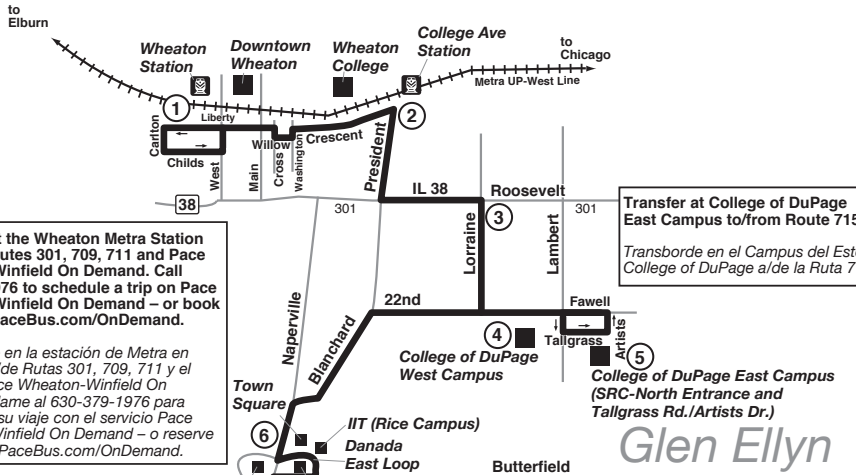 to
Elburn
Wheaton
Station
Downtown
Wheaton
Wheaton
College
College Ave
Station
to
Chicago
Metra UP-West Line
1
Liberty
2
Carlton
Childs
West
Main
Willow
Cross
Washington
Crescent
President
38
301
IL 38
Roosevelt
301
3
Lorraine
Lambert
Transfer at College of DuPage
East Campus to/from Route 715
Transborde en el Campus del Este
College of DuPage a/de la Ruta 7
t the Wheaton Metra Station
utes 301, 709, 711 and Pace
Winfield On Demand. Call
976 to schedule a trip on Pace
Winfield On Demand – or book
PaceBus.com/OnDemand.
en la estación de Metra en
/de Rutas 301, 709, 711 y el
ce Wheaton-Winfield On
lame al 630-379-1976 para
su viaje con el servicio Pace
Winfield On Demand – o reserve
PaceBus.com/OnDemand.
Naperville
Blanchard
22nd
Fawell
Tallgrass
Artists
4
College of DuPage
West Campus
5
College of DuPage East Campus
(SRC-North Entrance and
Tallgrass Rd./Artists Dr.)
Town
Square
6
IIT (Rice Campus)
Danada
East Loop
Butterfield
Glen Ellyn